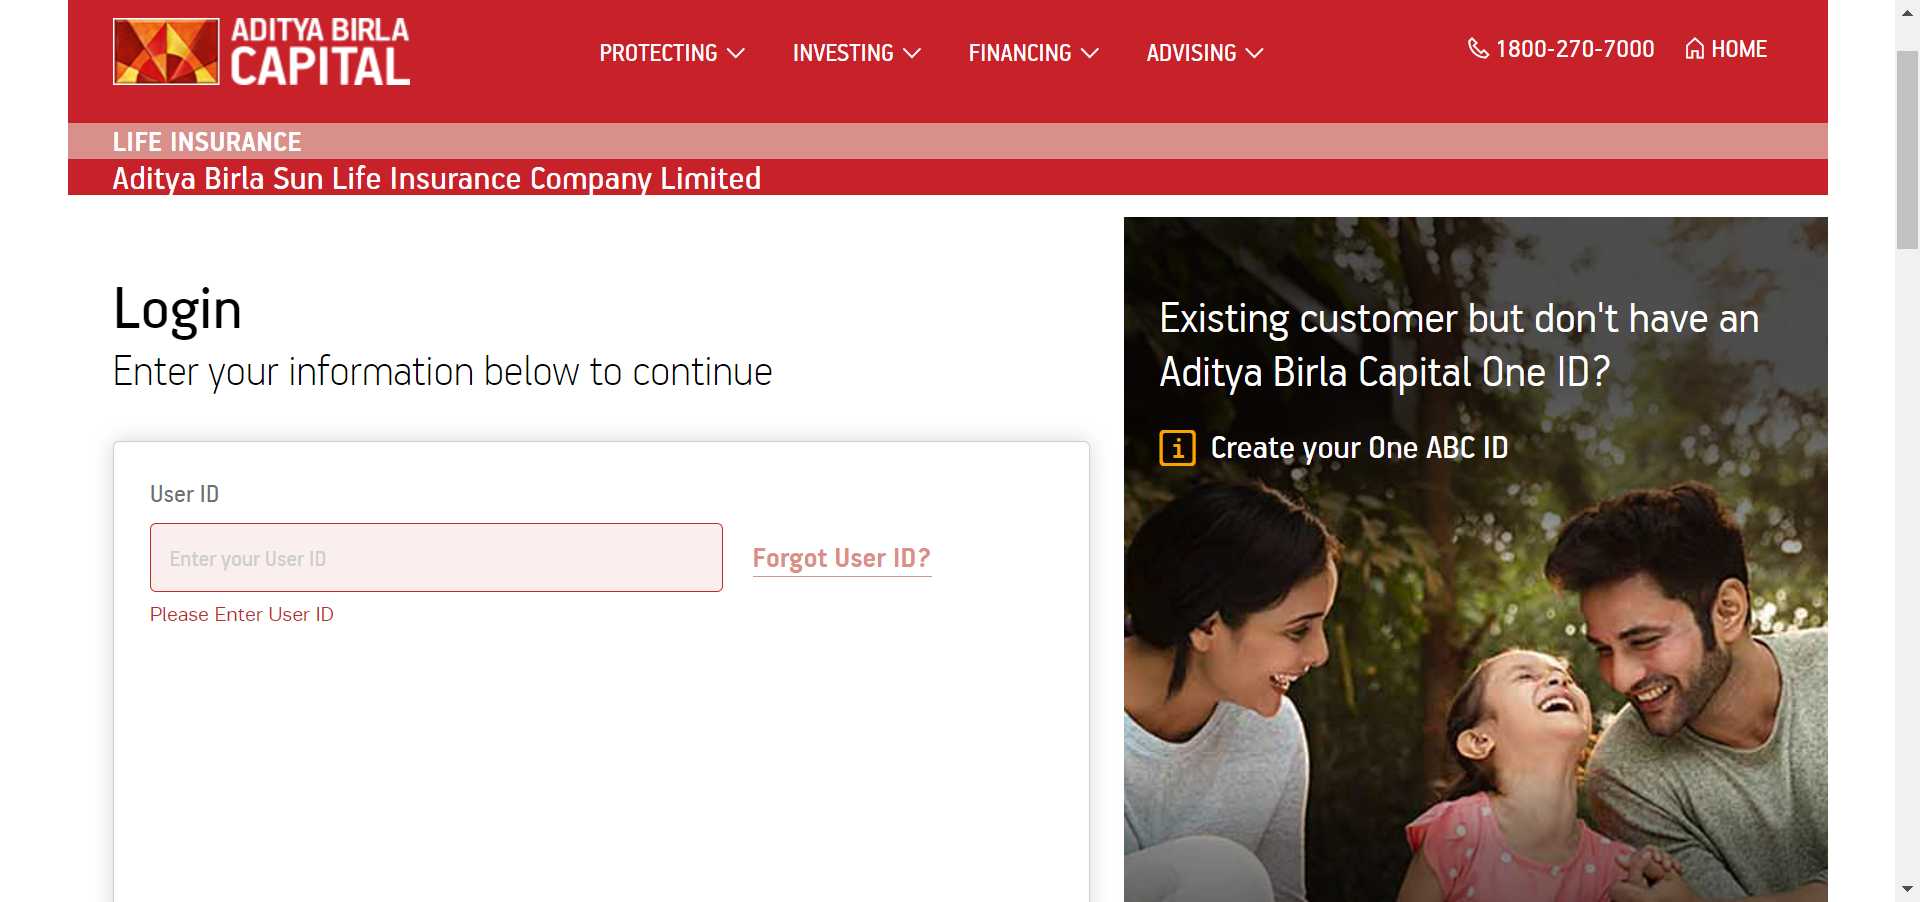 ADITYA BIRLA
CAPITAL
PROTECTING
INVESTING
FINANCING
ADVISING
1800-270-7000
HOME
LIFE INSURANCE
Aditya Birla Sun Life Insurance Company Limited
Login
Enter your information below to continue
User ID
Enter your User ID
Forgot User ID?
Please Enter User ID
Existing customer but don't have an
Aditya Birla Capital One ID?
i Create your One ABC ID